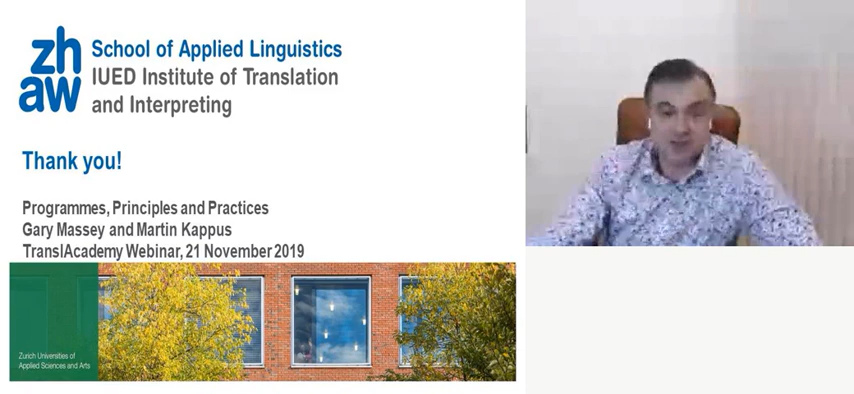 zh
aw
School of Applied Linguistics
IUED Institute of Translation
and Interpreting
Thank you!
Programmes, Principles and Practices
Gary Massey and Martin Kappus
TranslAcademy Webinar, 21 November 2019
Zurich Universities of
Applied Sciences and Arts